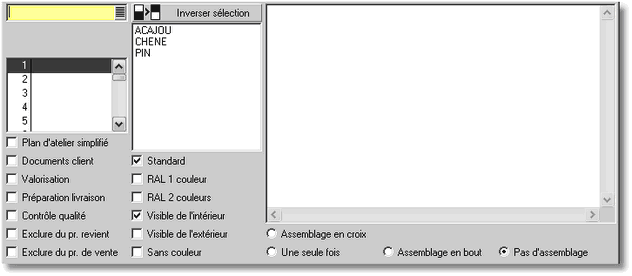 Inverser sélection
ACAJOU
CHENE
PIN
1
2
3
4
5
Plan d'atelier simplifié
Documents client
Standard
Valorisation
RAL 1 couleur
Préparation livraison
RAL 2 couleurs
Contrôle qualité
Visible de l'intérieur
Exclure du pr. revient
Visible de l'extérieur
Assemblage en croix
Exclure du pr. de vente
Sans couleur
Une seule fois
Assemblage en bout
Pas d'assemblage